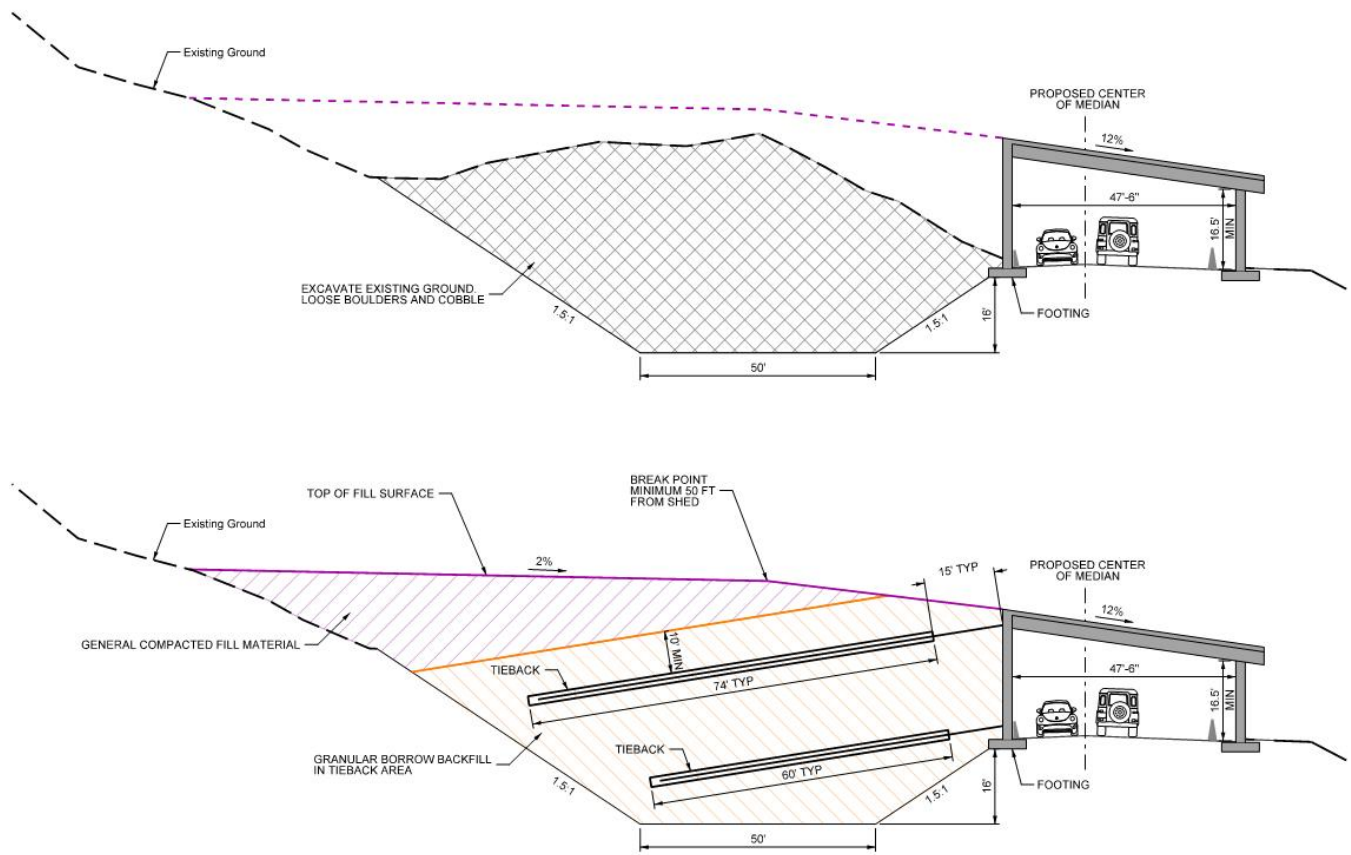 Existing Ground
PROPOSED CENTER
OF MEDIAN
12%
47'-6"
16.5'
MIN
EXCAVATE EXISTING GROUND.
LOOSE BOULDERS AND COBBLE
1.5:1
1.5:1
16'
FOOTING
50'
TOP OF FILL SURFACE
BREAK POINT
MINIMUM 50 FT
FROM SHED
Existing Ground
2%
15' TYP
PROPOSED CENTER
OF MEDIAN
12%
GENERAL COMPACTED FILL MATERIAL
10' MIN
TIEBACK
74' TYP
47'-6"
16.5'
MIN
GRANULAR BORROW BACKFILL
IN TIEBACK AREA
TIEBACK
60' TYP
1.5:1
1.5:1
16'
FOOTING
50'